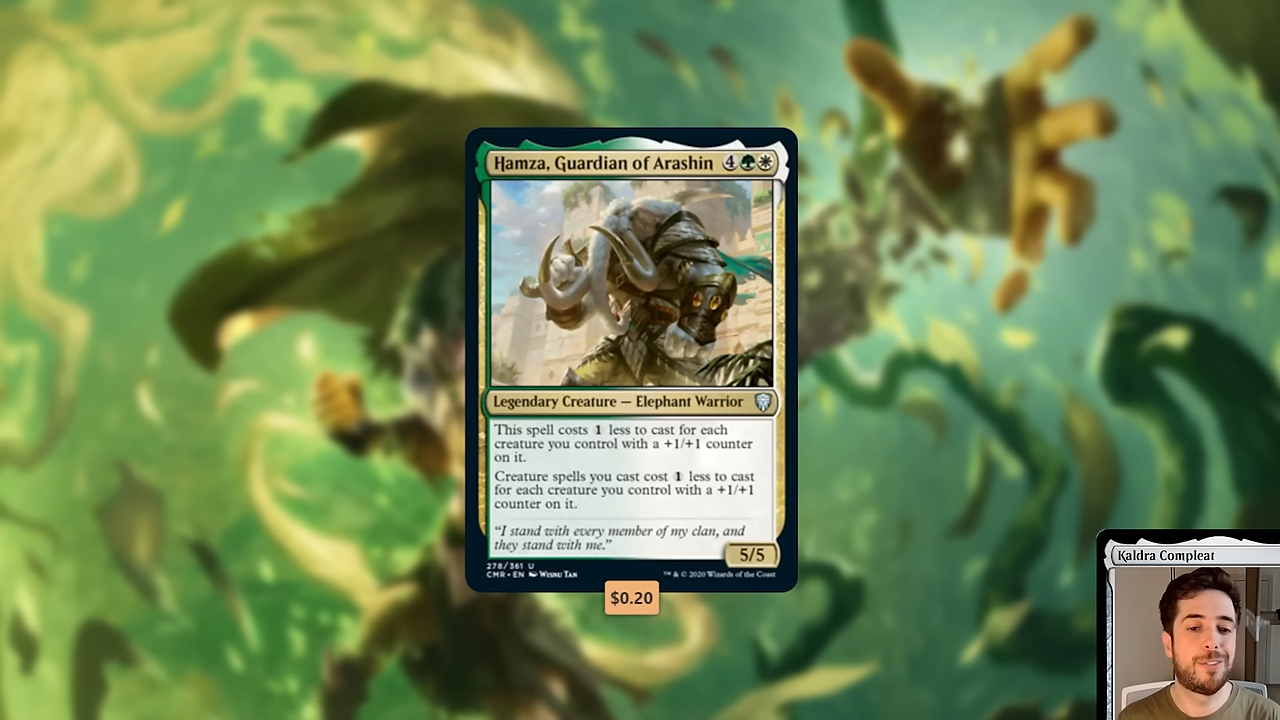 Hamza, Guardian of Arashin 4
Legendary Creature — Elephant Warrior
This spell costs 1 less to cast for each
creature you control with a +1/+1 counter
on it.
Creature spells you cast cost 1 less to cast
for each creature you control with a +1/+1
counter on it.
“I stand with every member of my clan, and
they stand with me.”
5/5
278/361 U
CMR • EN Wisnu Tan
™ & © 2020 Wizards of the Coast
$0.20
Kaldra Compleat